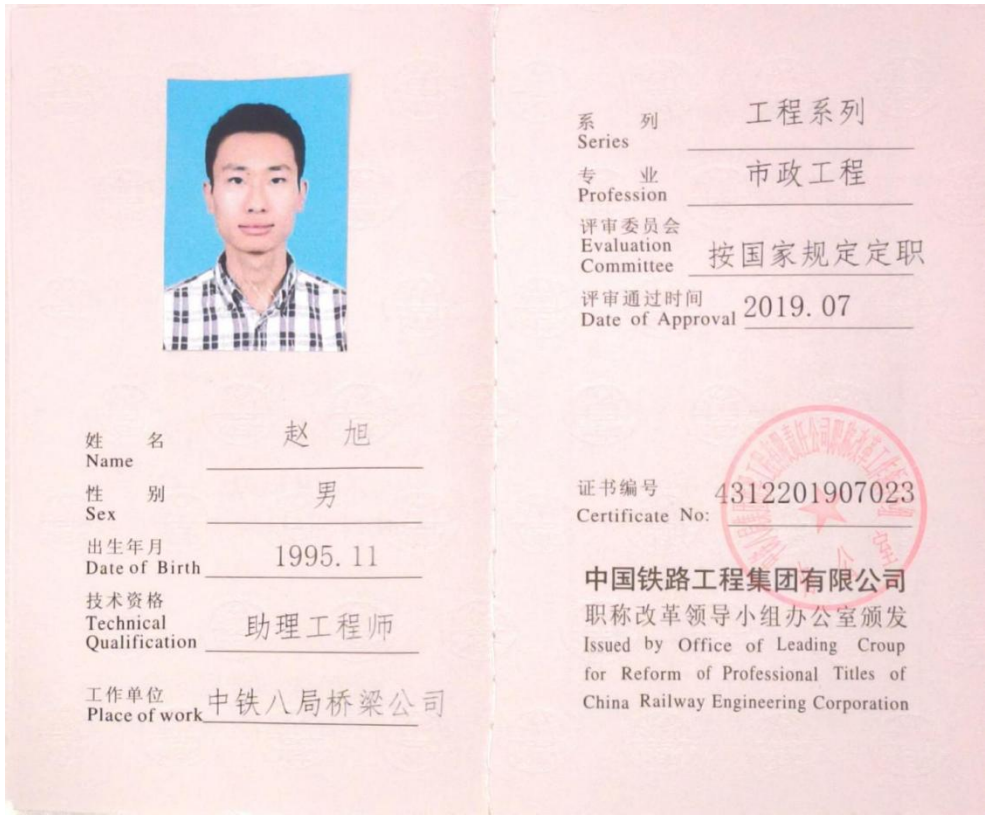 姓 名 赵 旭
Name
性 别 男
Sex
出生年月
Date of Birth 1995.11
技术资格
Technical
Qualification 助理工程师
工作单位
Place of work 中铁八局桥梁公司
系 列 工程系列
Series
专 业 市政工程
Profession
评审委员会
Evaluation
Committee 按国家规定定职
评审通过时间
Date of Approval 2019.07
证书编号 4312201907023
Certificate No:
中国铁路工程集团有限公司
职称改革领导小组办公室颁发
Issued by Office of Leading Croup
for Reform of Professional Titles of
China Railway Engineering Corporation